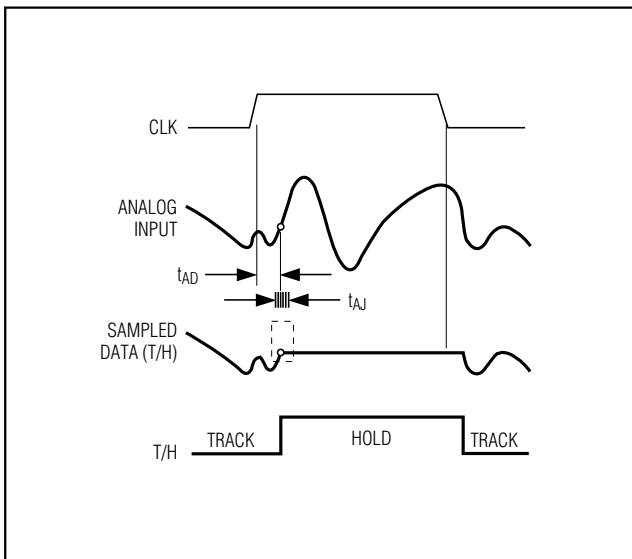 CLK
ANALOG
INPUT
tAD
tAJ
SAMPLED
DATA (T/H)
TRACK
HOLD
TRACK
T/H